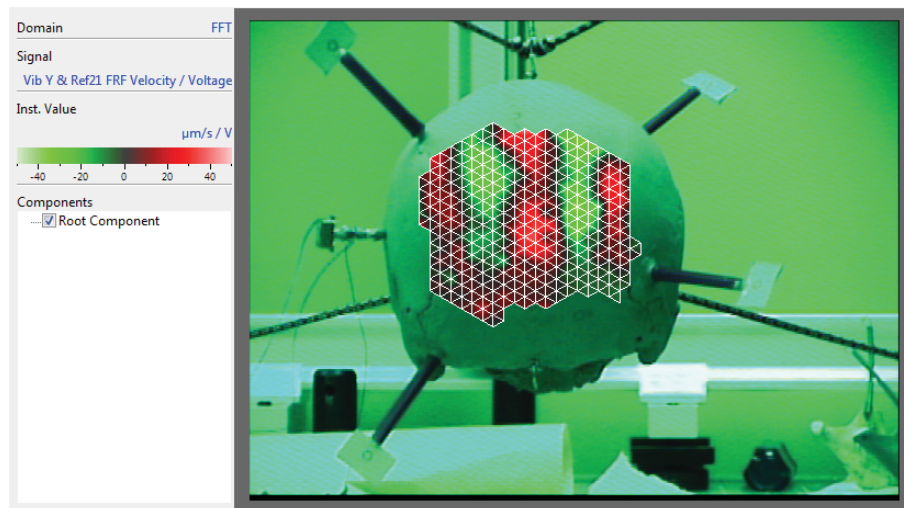 Domain FFT
Signal
Vib Y & Ref21 FRF Velocity / Voltage
Inst. Value
µm/s / V
-40 -20 0 20 40
Components
Root Component